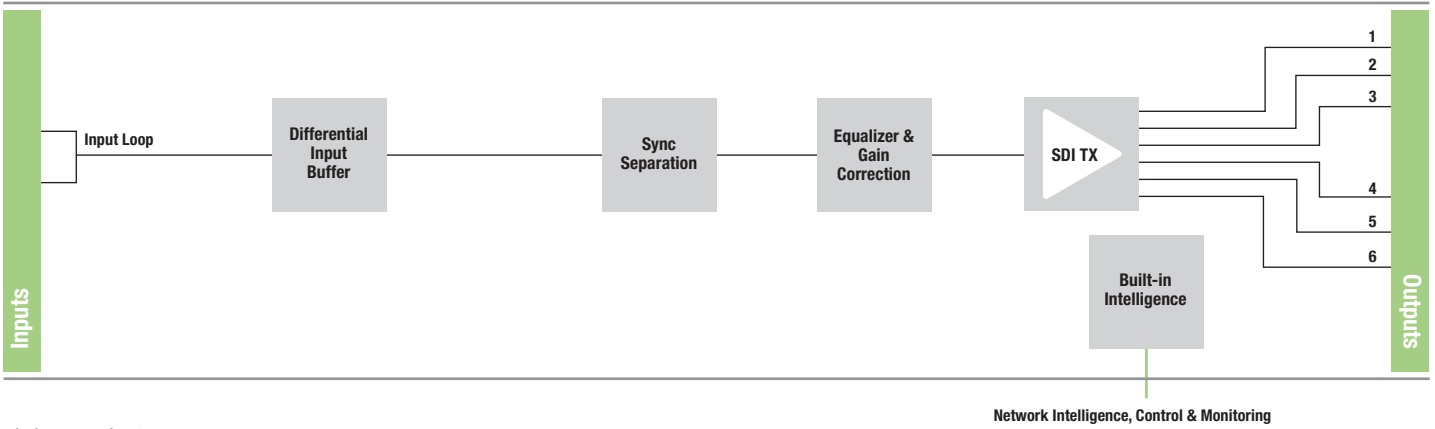 Inputs
Input Loop
Differential
Input
Buffer
Sync
Separation
Equalizer &
Gain
Correction
SDI TX
1
2
3
4
5
6
Built-in
Intelligence
Outputs
Network Intelligence, Control & Monitoring